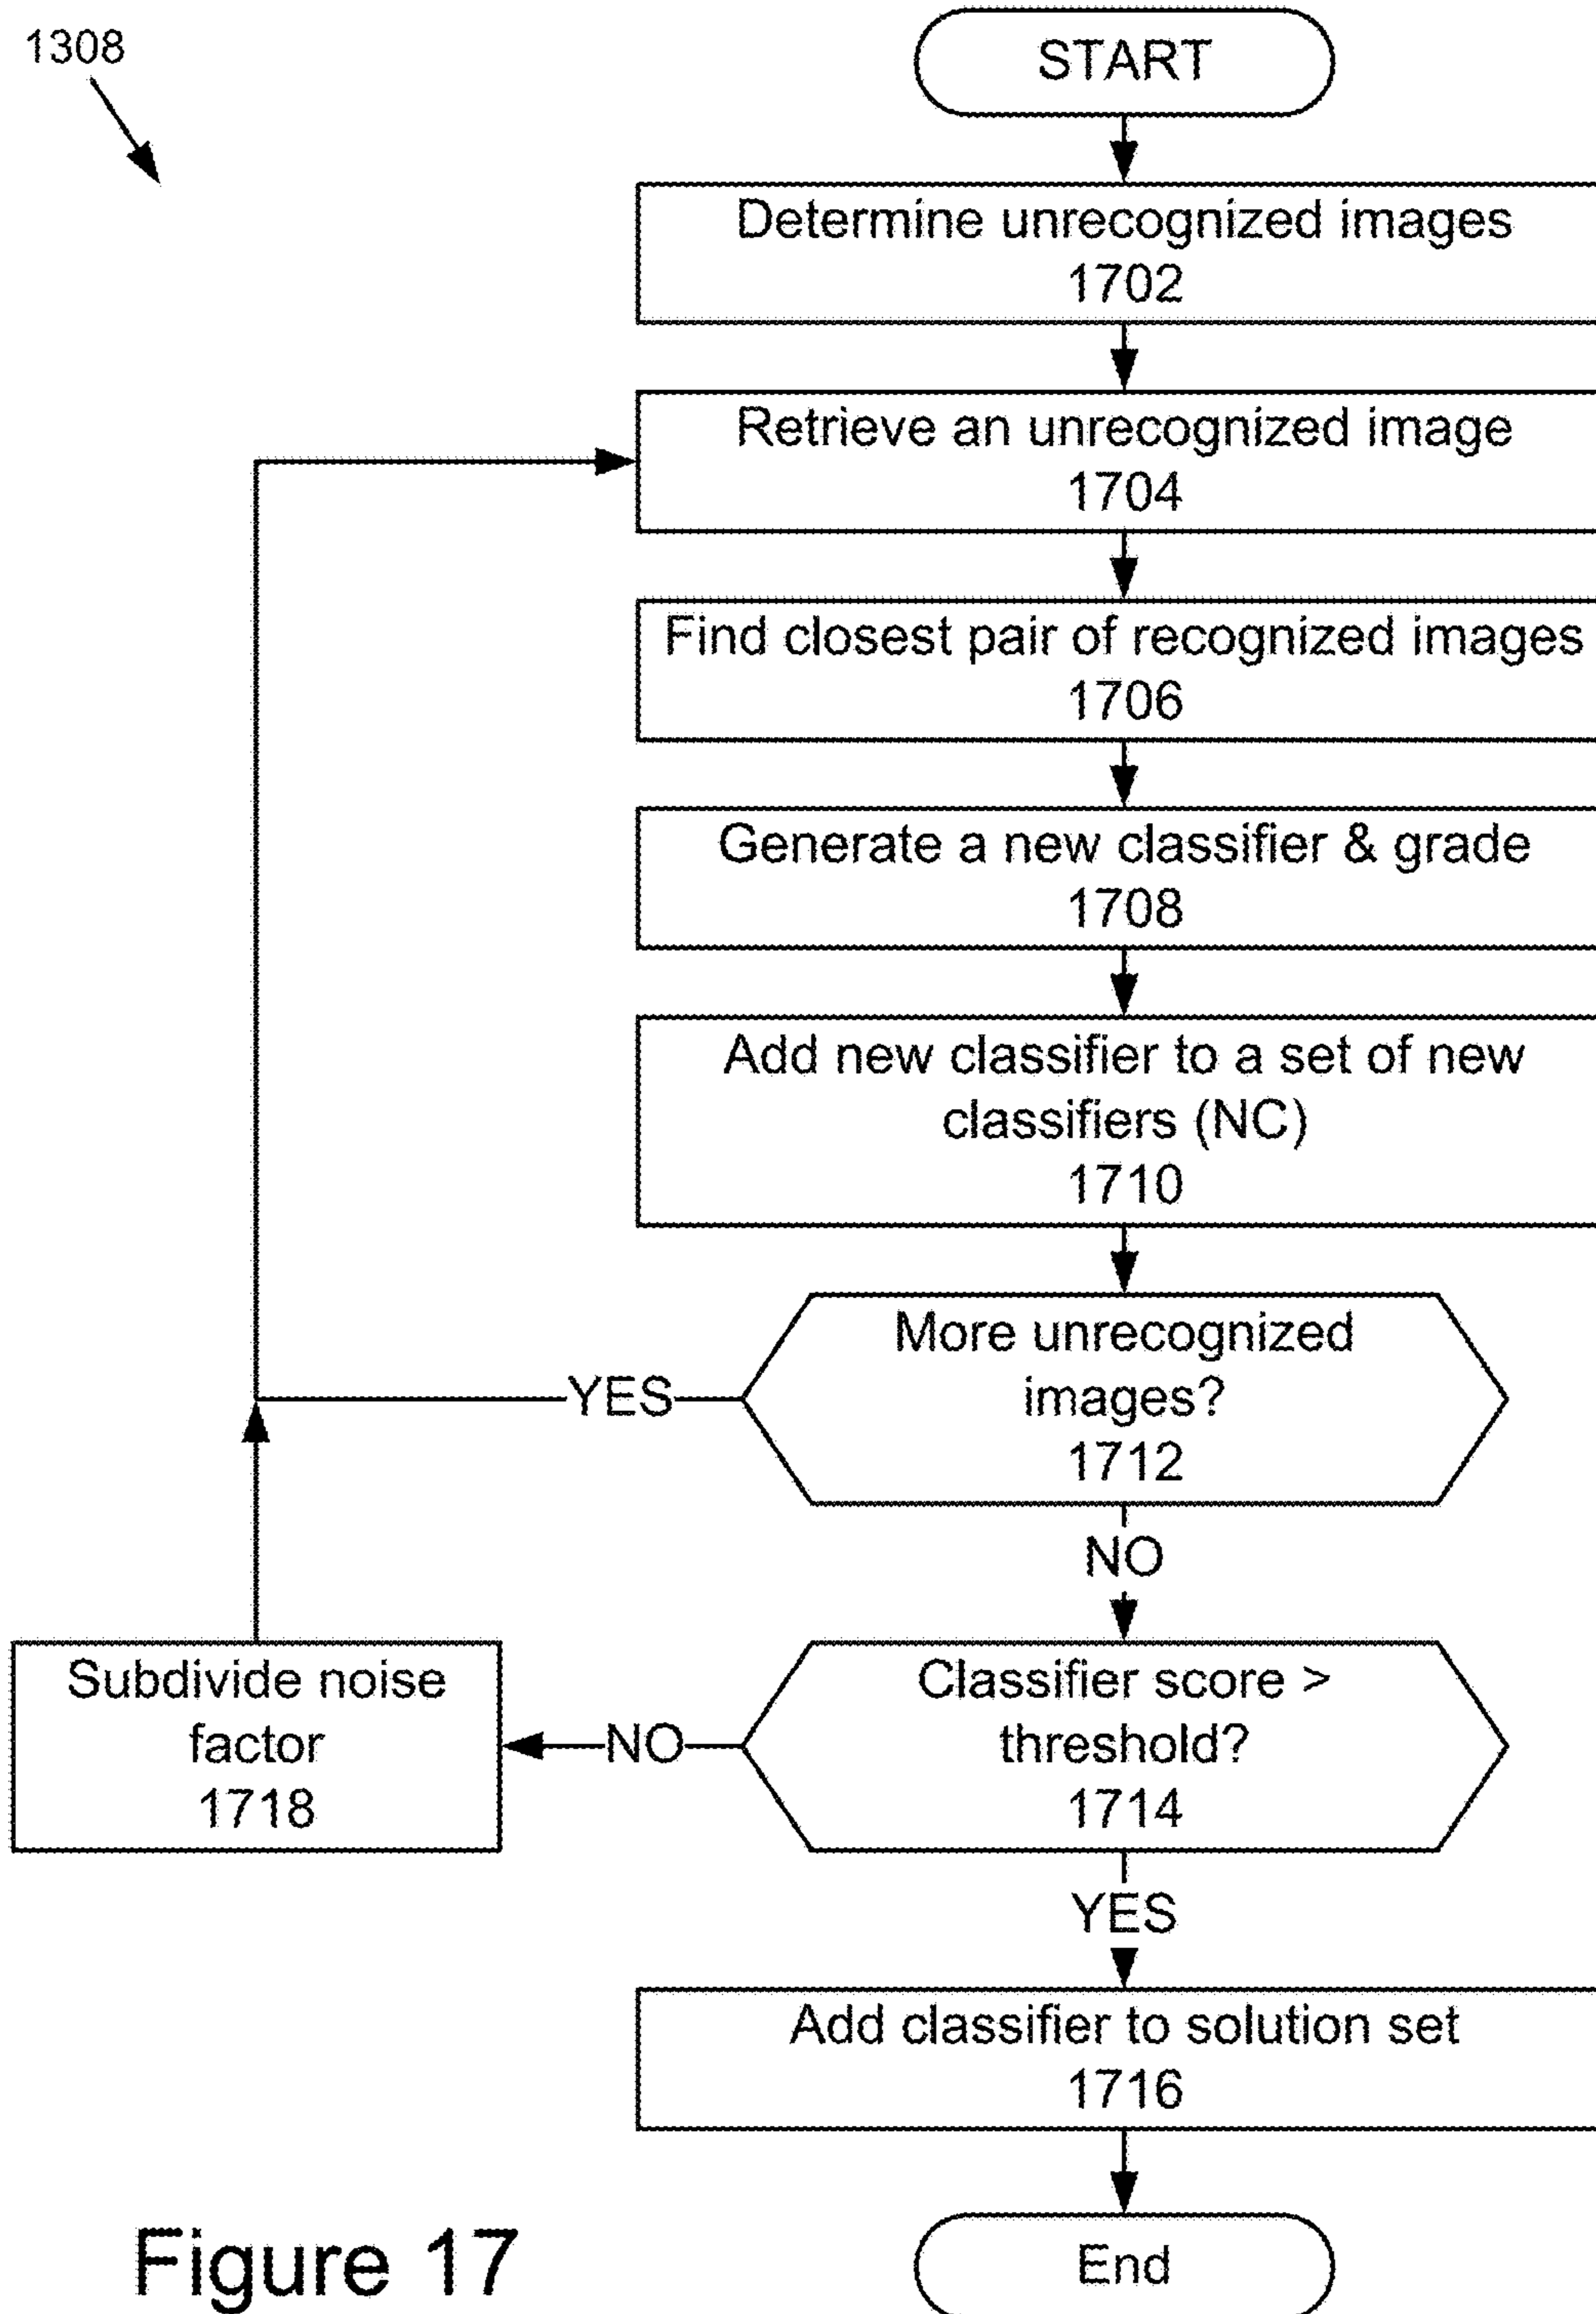 1308
START
Determine unrecognized images
1702
Retrieve an unrecognized image
1704
Find closest pair of recognized images
1706
Generate a new classifier & grade
1708
Add new classifier to a set of new
classifiers (NC)
1710
More unrecognized
images?
1712
YES
NO
Classifier score >
threshold?
1714
NO
Subdivide noise
factor
1718
YES
Add classifier to solution set
1716
End
Figure 17